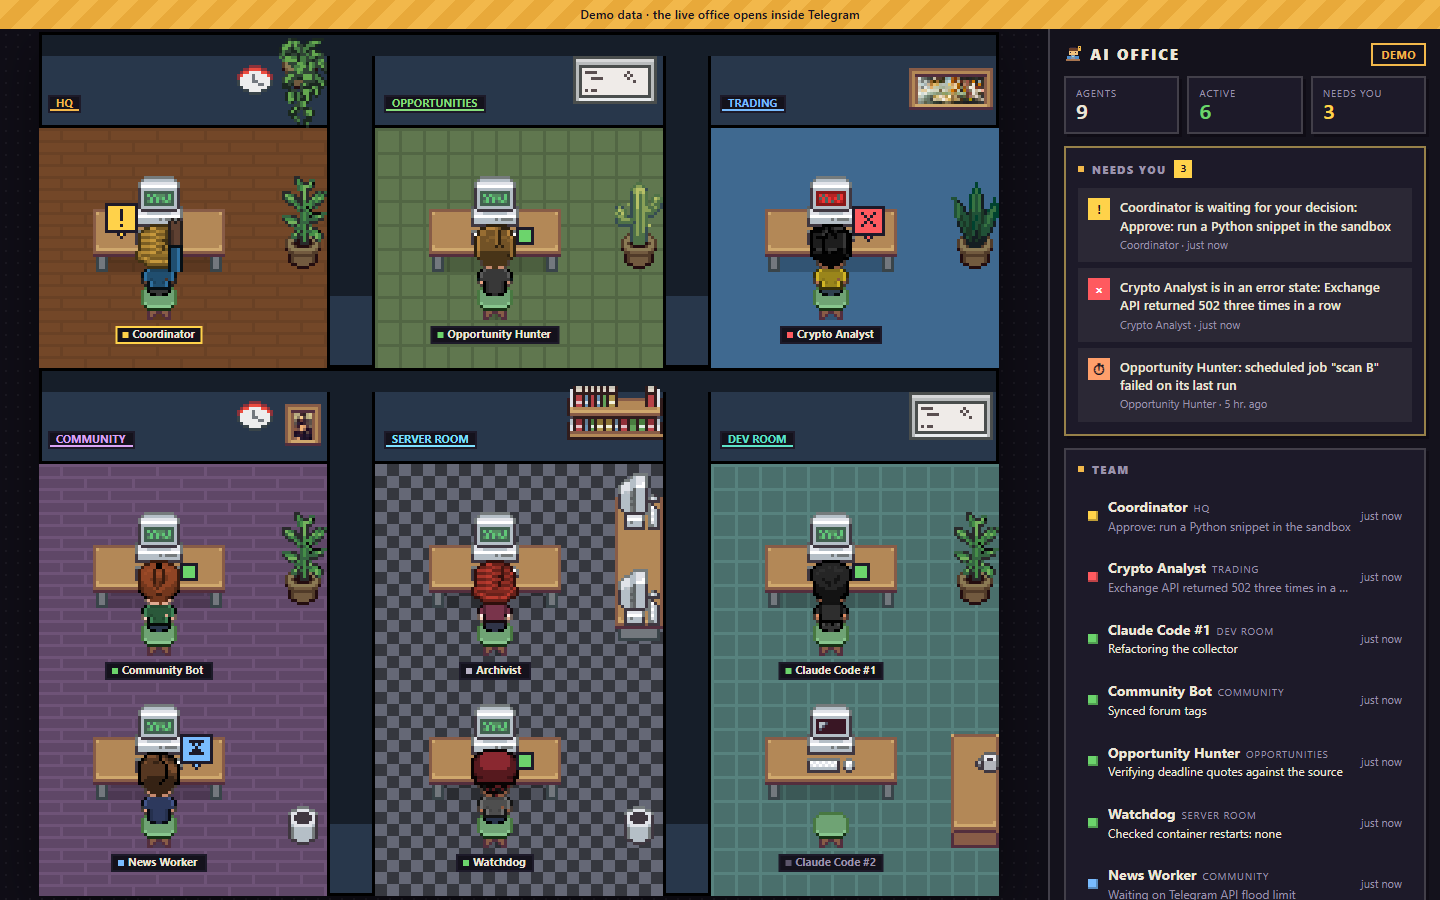 Demo data · the live office opens inside Telegram
HQ
OPPORTUNITIES
TRADING
Coordinator
Opportunity Hunter
Crypto Analyst
COMMUNITY
SERVER ROOM
DEV ROOM
Community Bot
Archivist
Claude Code #1
News Worker
Watchdog
Claude Code #2
AI OFFICE
DEMO
AGENTS
9
ACTIVE
6
NEEDS YOU
3
NEEDS YOU 3
Coordinator is waiting for your decision:
Approve: run a Python snippet in the sandbox
Coordinator · just now
Crypto Analyst is in an error state: Exchange
API returned 502 three times in a row
Crypto Analyst · just now
Opportunity Hunter: scheduled job "scan B"
failed on its last run
Opportunity Hunter · 5 hr. ago
TEAM
Coordinator HQ
Approve: run a Python snippet in the sandbox
just now
Crypto Analyst TRADING
Exchange API returned 502 three times in a ...
just now
Claude Code #1 DEV ROOM
Refactoring the collector
just now
Community Bot COMMUNITY
Synced forum tags
just now
Opportunity Hunter OPPORTUNITIES
Verifying deadline quotes against the source
just now
Watchdog SERVER ROOM
Checked container restarts: none
just now
News Worker COMMUNITY
Waiting on Telegram API flood limit
just now